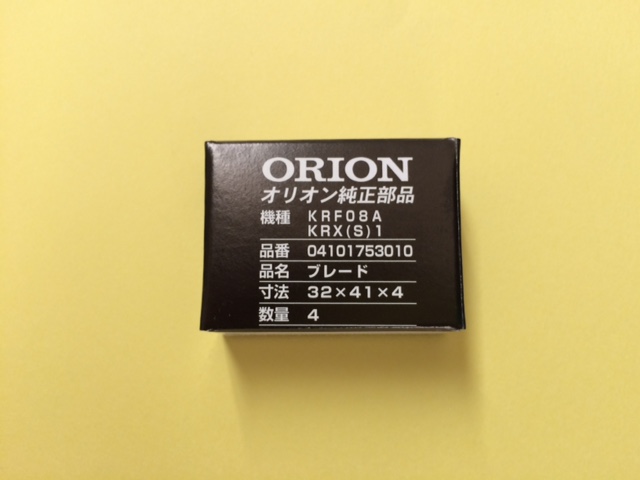 ORION
オリオン純正部品
機種 KRF08A
KRX(S)1
品番 04101753010
品名 ブレード
寸法 32×41×4
数量 4